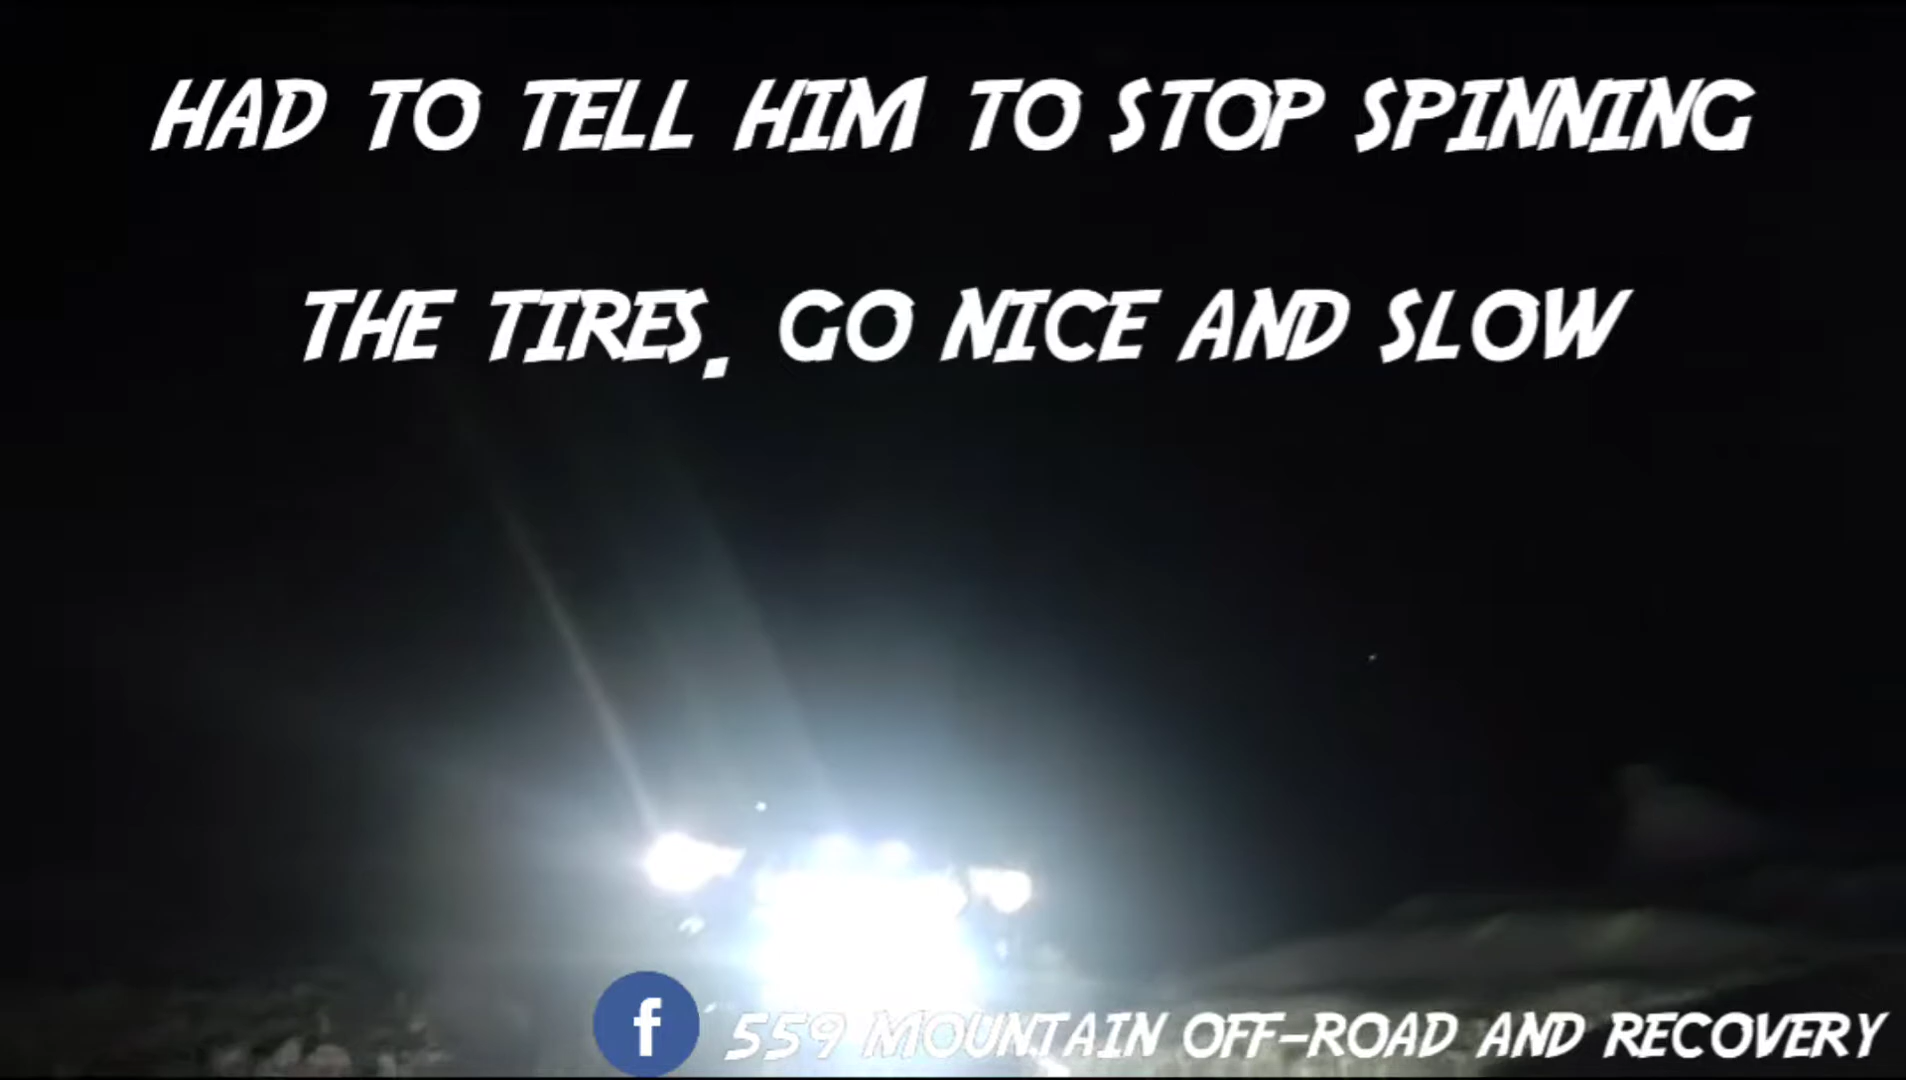 HAD TO TELL HIM TO STOP SPINNING
THE TIRES. GO NICE AND SLOW
f 559 MOUNTAIN OFF-ROAD AND RECOVERY